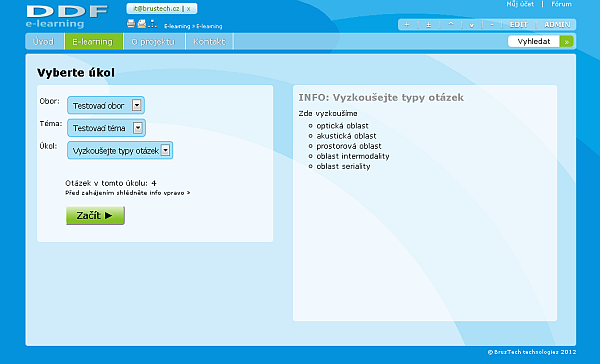 DDF
e-learning
it@brustech.cz | x
Můj účet | Fórum
E-learning > E-learning
+ | ± | ^ | v | - | EDIT | ADMIN
Úvod
E-learning
O projektu
Kontakt
Vyhledat »
Vyberte úkol
Obor: Testovací obor
Téma: Testovací téma
Úkol: Vyzkoušejte typy otázek
Otázek v tomto úkolu: 4
Před zahájením shlédněte info vpravo >
Začít ►
INFO: Vyzkoušejte typy otázek
Zde vyzkoušíme
optická oblast
akustická oblast
prostorová oblast
oblast intermodality
oblast seriality
© BrusTech technologies 2012